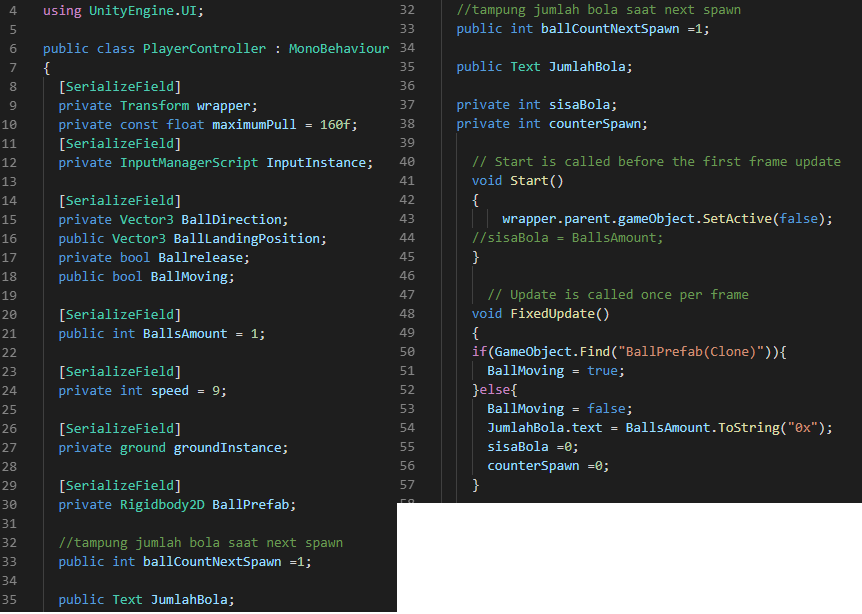 4 using UnityEngine.UI;
5
6 public class PlayerController : MonoBehaviour
7 {
8 [SerializeField]
9 private Transform wrapper;
10 private const float maximumPull = 160f;
11 [SerializeField]
12 private InputManagerScript InputInstance;
13
14 [SerializeField]
15 private Vector3 BallDirection;
16 public Vector3 BallLandingPosition;
17 private bool Ballrelease;
18 public bool BallMoving;
19
20 [SerializeField]
21 public int BallsAmount = 1;
22
23 [SerializeField]
24 private int speed = 9;
25
26 [SerializeField]
27 private ground groundInstance;
28
29 [SerializeField]
30 private Rigidbody2D BallPrefab;
31
32 //tampung jumlah bola saat next spawn
33 public int ballCountNextSpawn =1;
34
35 public Text JumlahBola;
32 //tampung jumlah bola saat next spawn
33 public int ballCountNextSpawn =1;
34
35 public Text JumlahBola;
36
37 private int sisaBola;
38 private int counterSpawn;
39
40 // Start is called before the first frame update
41 void Start()
42 {
43 wrapper.parent.gameObject.SetActive(false);
44 //sisaBola = BallsAmount;
45 }
46
47 // Update is called once per frame
48 void FixedUpdate()
49 {
50 if(GameObject.Find("BallPrefab(Clone)")){
51 BallMoving = true;
52 }else{
53 BallMoving = false;
54 JumlahBola.text = BallsAmount.ToString("0x");
55 sisaBola =0;
56 counterSpawn =0;
57 }